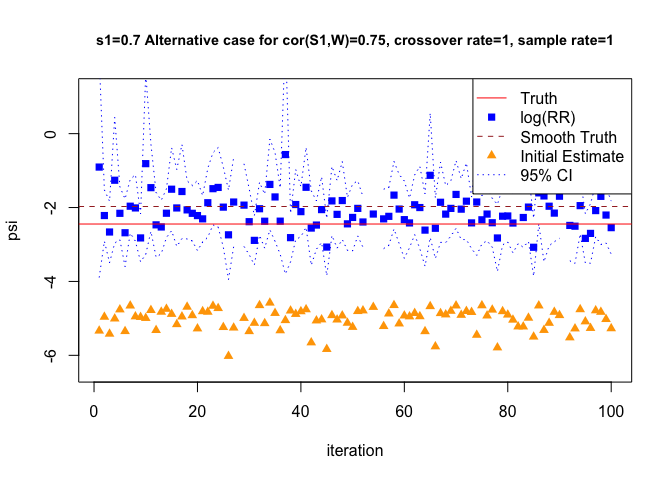 s1=0.7 Alternative case for cor(S1,W)=0.75, crossover rate=1, sample rate=1
Truth
log(RR)
Smooth Truth
Initial Estimate
95% CI
psi
0
-2
-4
-6
0 20 40 60 80 100
iteration